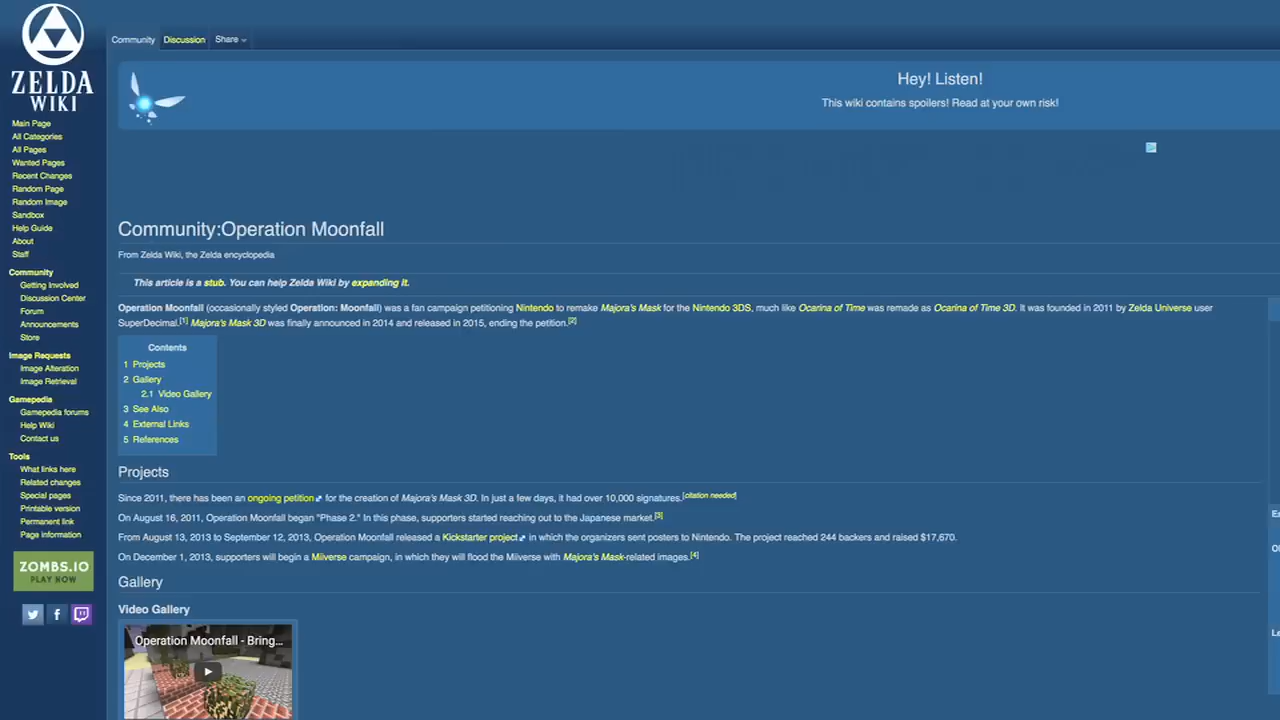 ZELDA
WIKI
Main Page
All Categories
All Pages
Wanted Pages
Recent Changes
Random Page
Random Image
Sandbox
Help Guide
About
Staff
Community
Getting Involved
Discussion Center
Forum
Announcements
Store
Image Requests
Image Alteration
Image Retrieval
Gamepedia
Gamepedia forums
Help Wiki
Contact us
Tools
What links here
Related changes
Special pages
Printable version
Permanent link
Page information
ZOMBS.IO
PLAY NOW
Community Discussion Share
Hey! Listen!
This wiki contains spoilers! Read at your own risk!
Community:Operation Moonfall
From Zelda Wiki, the Zelda encyclopedia
This article is a stub. You can help Zelda Wiki by expanding it.
Operation Moonfall (occasionally styled Operation: Moonfall) was a fan campaign petitioning Nintendo to remake Majora's Mask for the Nintendo 3DS, much like Ocarina of Time was remade as Ocarina of Time 3D. It was founded in 2011 by Zelda Universe user
SuperDecimal.[1] Majora's Mask 3D was finally announced in 2014 and released in 2015, ending the petition.[2]
Contents
1 Projects
2 Gallery
2.1 Video Gallery
3 See Also
4 External Links
5 References
Projects
Since 2011, there has been an ongoing petition for the creation of Majora's Mask 3D. In just a few days, it had over 10,000 signatures.[citation needed]
On August 16, 2011, Operation Moonfall began "Phase 2." In this phase, supporters started reaching out to the Japanese market.[3]
From August 13, 2013 to September 12, 2013, Operation Moonfall released a Kickstarter project in which the organizers sent posters to Nintendo. The project reached 244 backers and raised $17,670.
On December 1, 2013, supporters will begin a Miiverse campaign, in which they will flood the Miiverse with Majora's Mask-related images.[4]
Gallery
Video Gallery
Operation Moonfall - Bring...